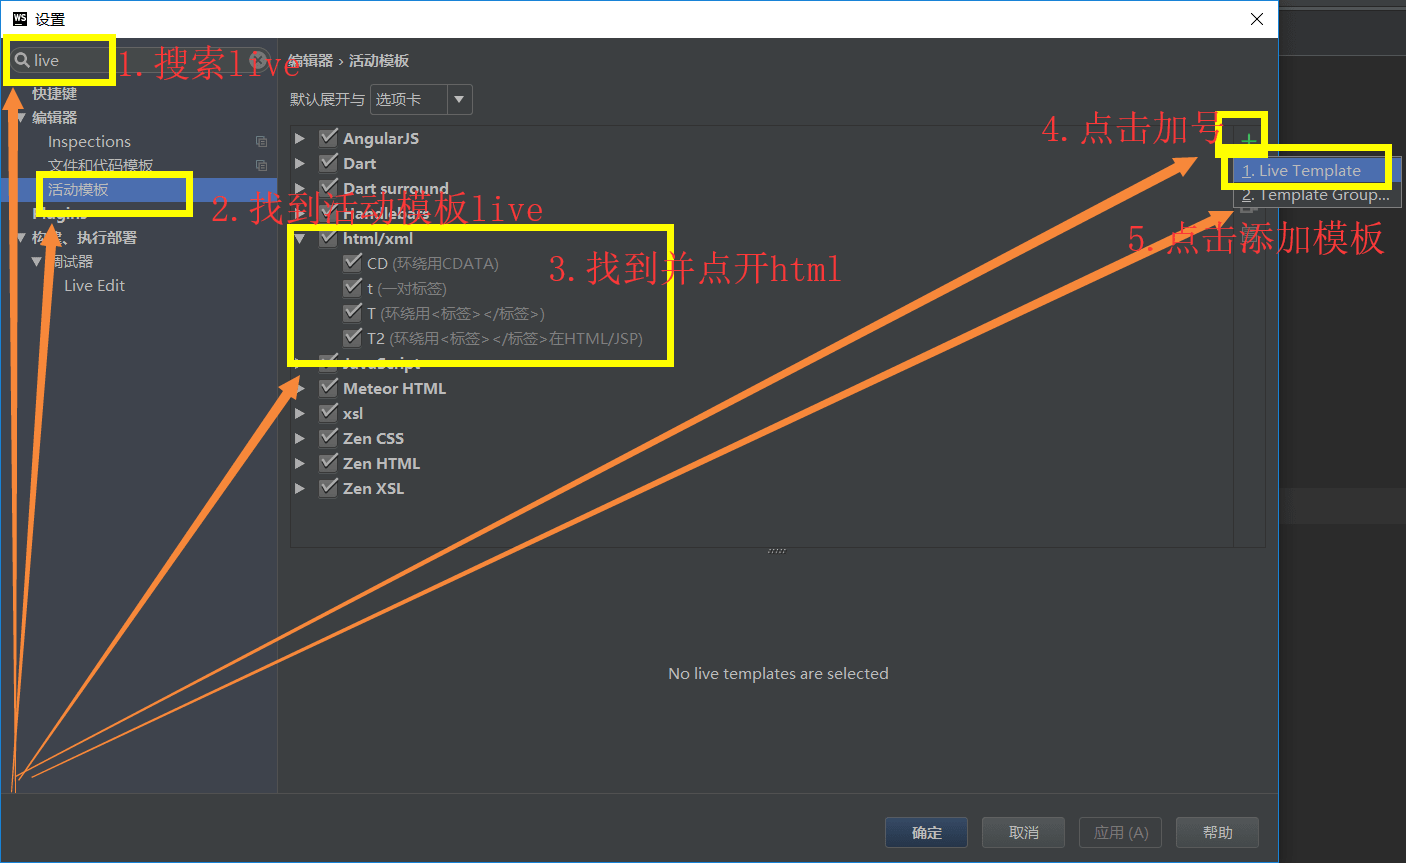 WS 设置
live
1.搜索live
快捷键
编辑器
Inspections
文件和代码模板
活动模板
Plugins
构建、执行部署
调试器
Live Edit
编辑器 › 活动模板
默认展开与 选项卡
AngularJS
Dart
Dart surround
Handlebars
2.找到活动模板live
html/xml
CD (环绕用CDATA)
t (一对标签)
T (环绕用<标签></标签>)
T2 (环绕用<标签></标签>在HTML/JSP)
3.找到并点开html
JavaScript
Meteor HTML
xsl
Zen CSS
Zen HTML
Zen XSL
4.点击加号
1. Live Template
2. Template Group...
5.点击添加模板
No live templates are selected
确定 取消 应用 (A) 帮助